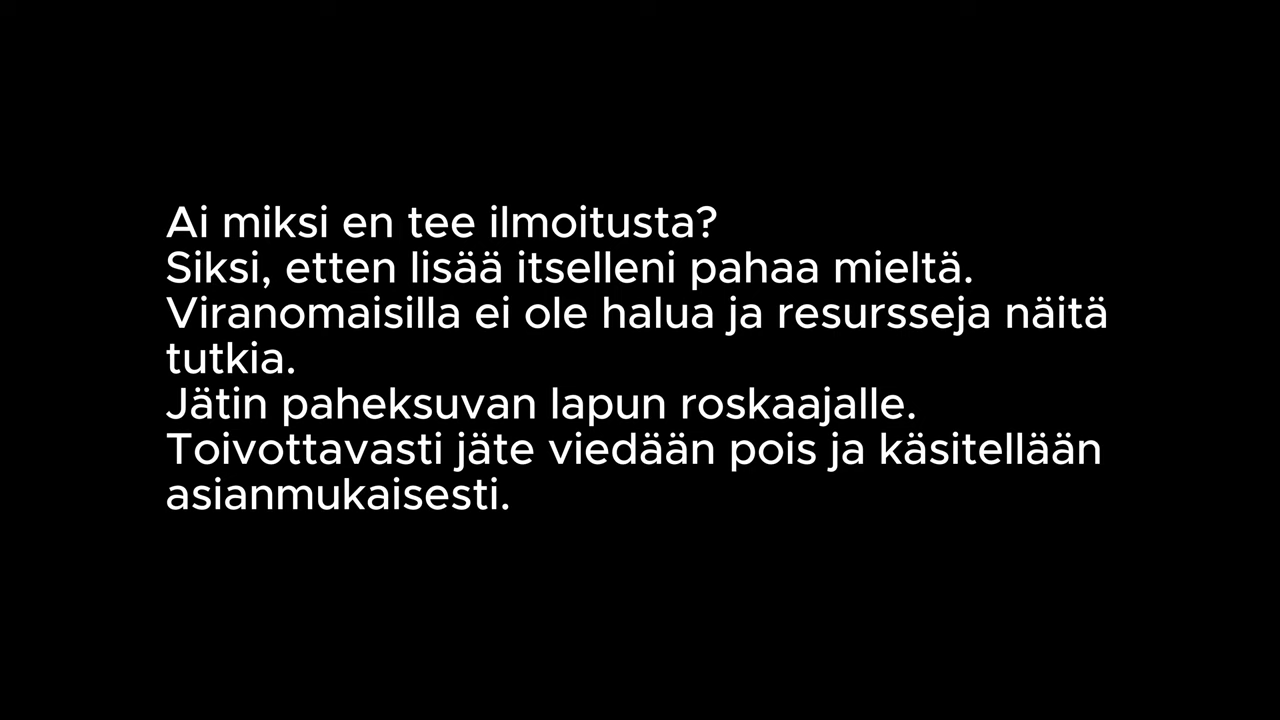 Ai miksi en tee ilmoitusta?
Siksi, etten lisää itselleni pahaa mieltä.
Viranomaisilla ei ole halua ja resursseja näitä
tutkia.
Jätin paheksuvan lapun roskaajalle.
Toivottavasti jäte viedään pois ja käsitellään
asianmukaisesti.